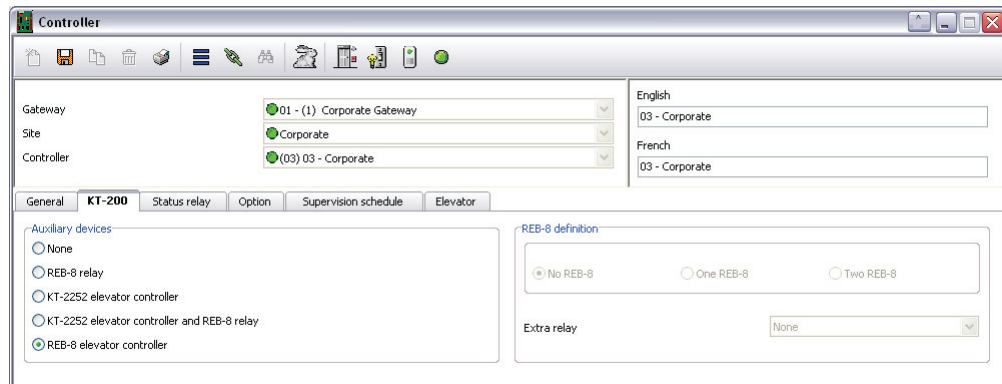 Controller
Gateway
01 - (1) Corporate Gateway
Site
Corporate
Controller
(03) 03 - Corporate
English
03 - Corporate
French
03 - Corporate
General KT-200 Status relay Option Supervision schedule Elevator
Auxiliary devices
None
REB-8 relay
KT-2252 elevator controller
KT-2252 elevator controller and REB-8 relay
REB-8 elevator controller
REB-8 definition
No REB-8 One REB-8 Two REB-8
Extra relay
None